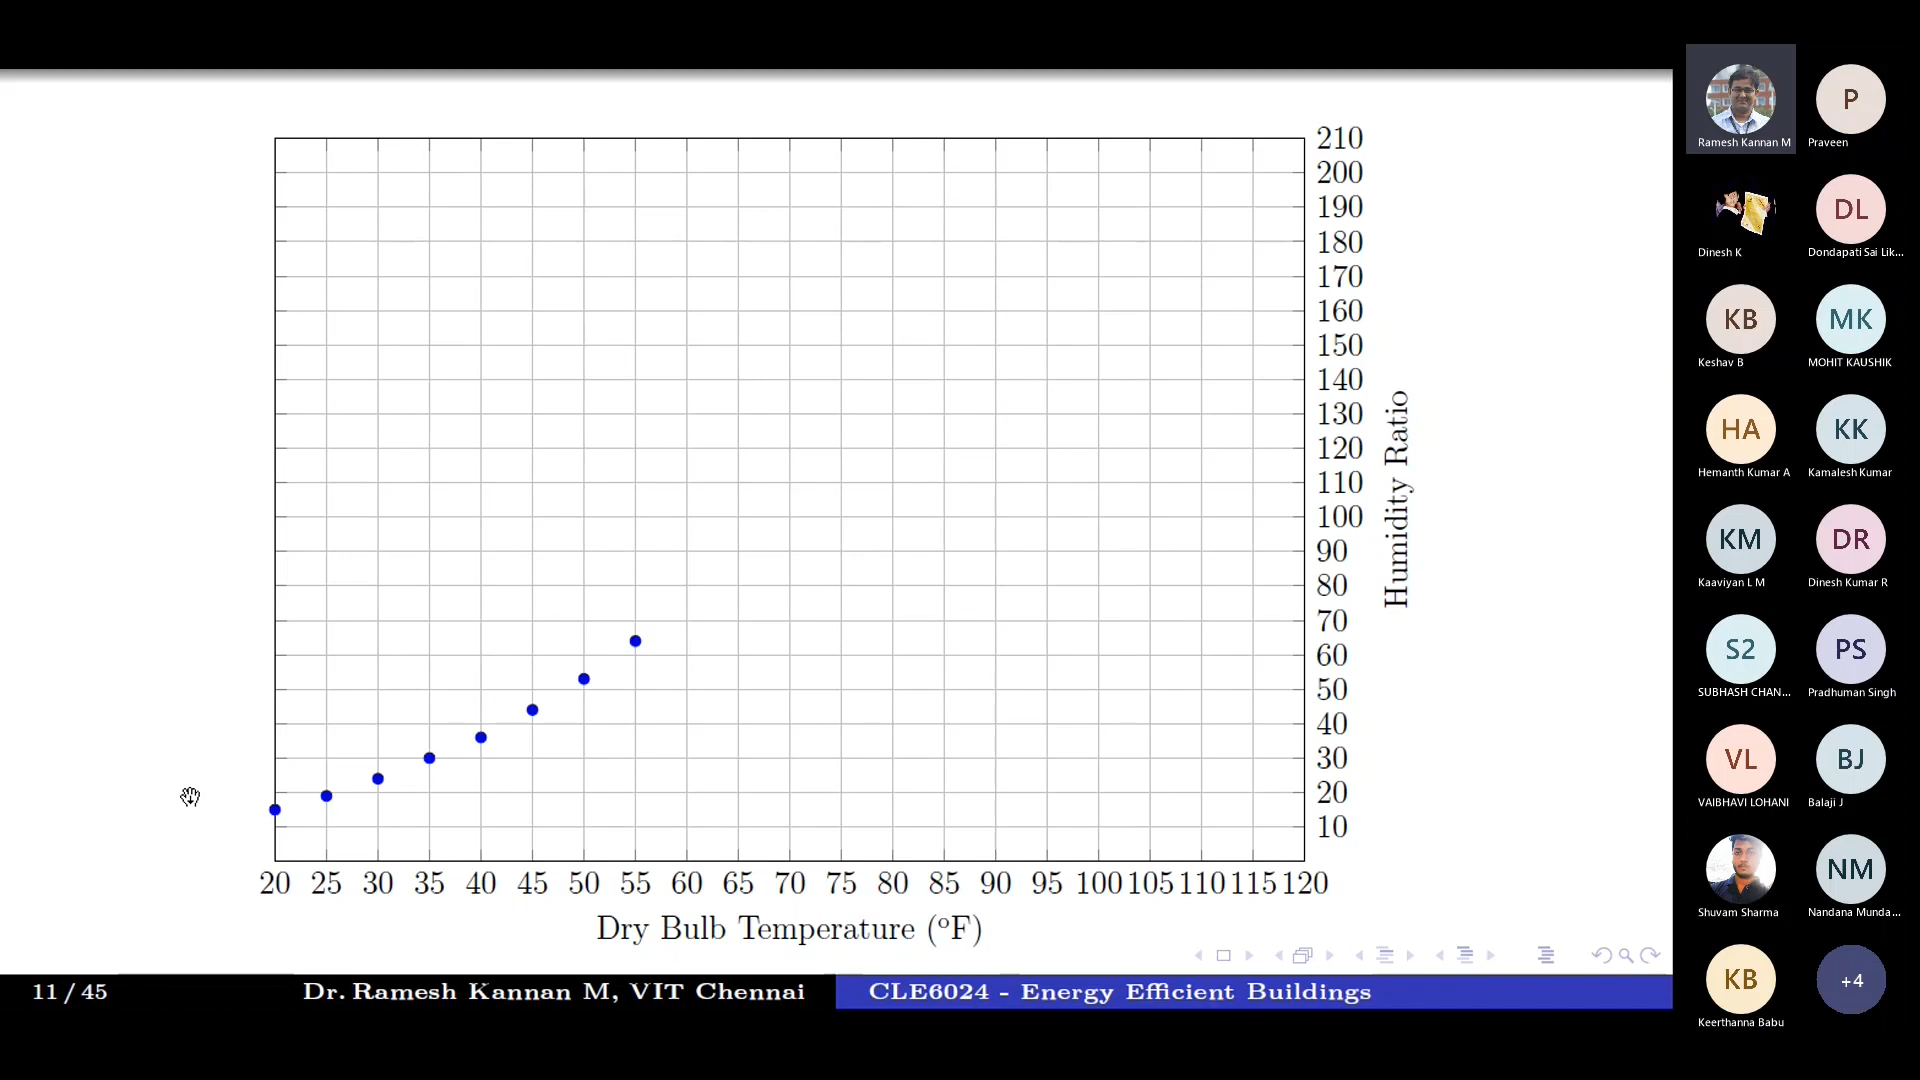 210
200
190
180
170
160
150
140
130
120
110
100
90
80
70
60
50
40
30
20
10
Humidity Ratio
20 25 30 35 40 45 50 55 60 65 70 75 80 85 90 95 100 105 110 115 120
Dry Bulb Temperature (°F)
11 / 45
Dr. Ramesh Kannan M, VIT Chennai
CLE6024 - Energy Efficient Buildings
Ramesh Kannan M
P
Praveen
Dinesh K
DL
Dondapati Sai Lik...
KB
Keshav B
MK
MOHIT KAUSHIK
HA
Hemanth Kumar A
KK
Kamalesh Kumar
KM
Kaaviyan L M
DR
Dinesh Kumar R
S2
SUBHASH CHAN...
PS
Pradhuman Singh
VL
VAIBHAVI LOHANI
BJ
Balaji J
Shuvam Sharma
NM
Nandana Munda...
KB
Keerthanna Babu
+4